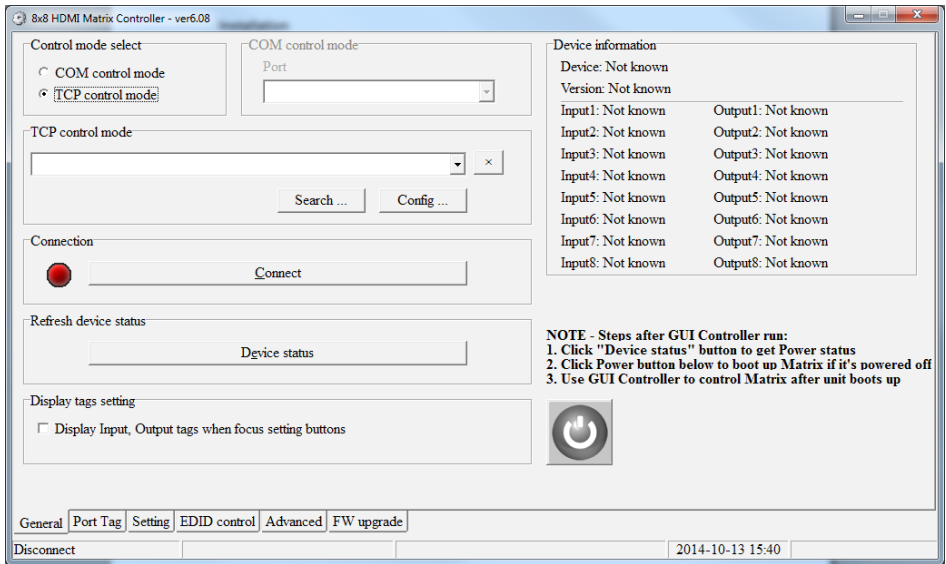 8x8 HDMI Matrix Controller - ver6.08
Installation
Control mode select
COM control mode
TCP control mode
COM control mode
Port
TCP control mode
×
Search ...
Config ...
Connection
Connect
Refresh device status
Device status
Display tags setting
Display Input, Output tags when focus setting buttons
Device information
Device: Not known
Version: Not known
Input1: Not known Output1: Not known
Input2: Not known Output2: Not known
Input3: Not known Output3: Not known
Input4: Not known Output4: Not known
Input5: Not known Output5: Not known
Input6: Not known Output6: Not known
Input7: Not known Output7: Not known
Input8: Not known Output8: Not known
NOTE - Steps after GUI Controller run:
1. Click "Device status" button to get Power status
2. Click Power button below to boot up Matrix if it's powered off
3. Use GUI Controller to control Matrix after unit boots up
General Port Tag Setting EDID control Advanced FW upgrade
Disconnect 2014-10-13 15:40